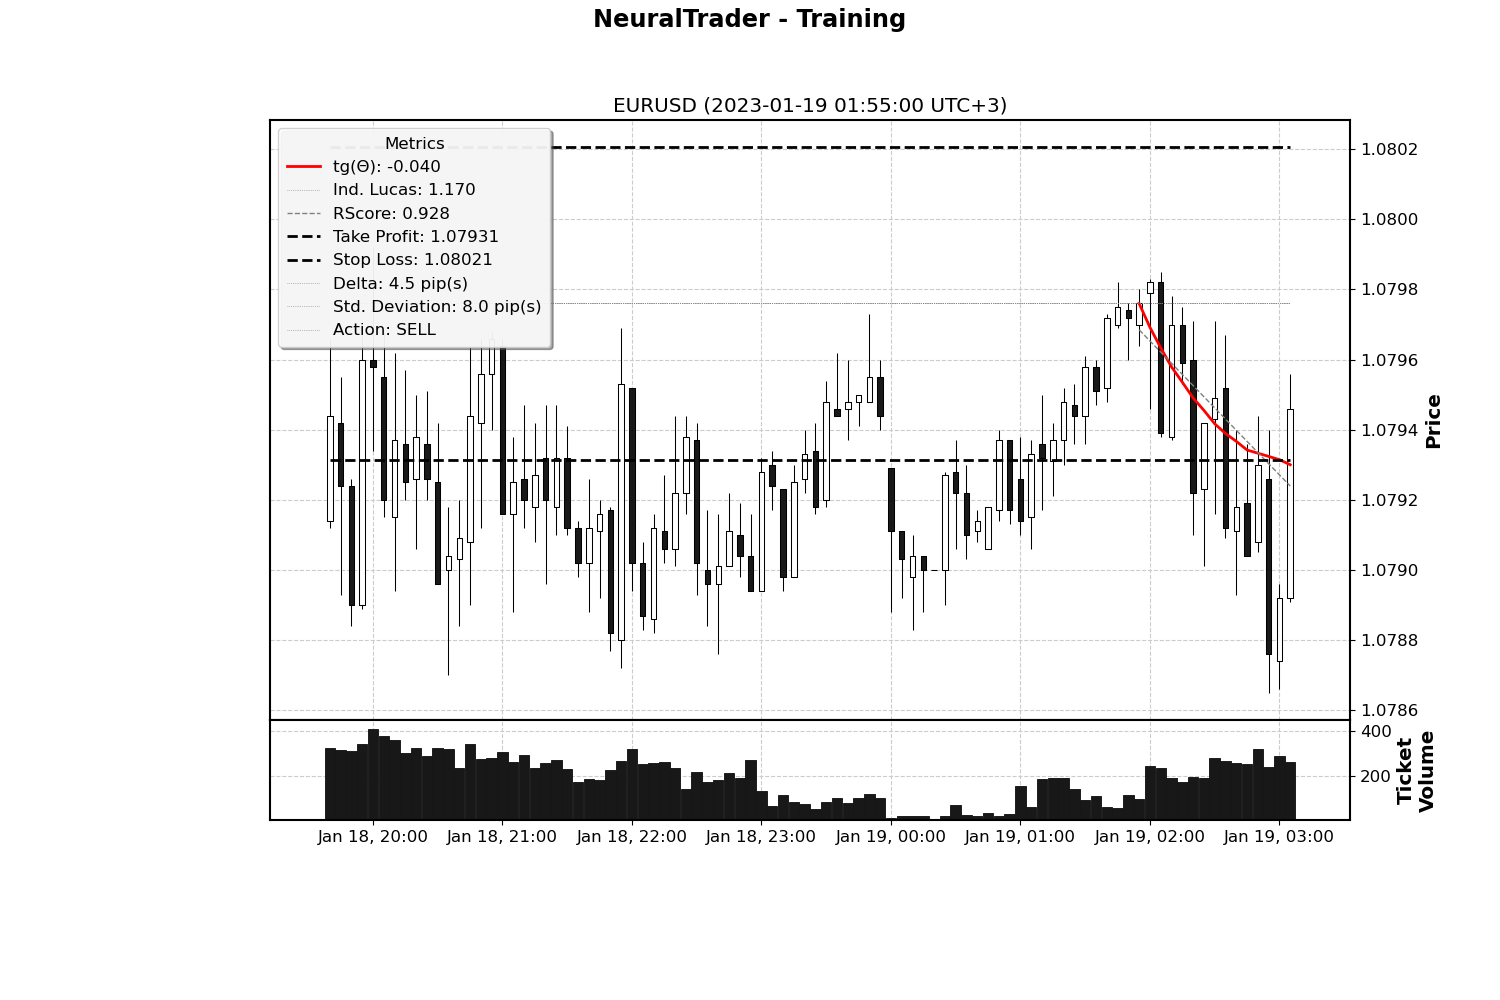 NeuralTrader - Training
EURUSD (2023-01-19 01:55:00 UTC+3)
Metrics
tg(Θ): -0.040
Ind. Lucas: 1.170
RScore: 0.928
Take Profit: 1.07931
Stop Loss: 1.08021
Delta: 4.5 pip(s)
Std. Deviation: 8.0 pip(s)
Action: SELL
1.0802
1.0800
1.0798
1.0796
1.0794
1.0792
1.0790
1.0788
1.0786
Price
400
200
Ticket
Volume
Jan 18, 20:00
Jan 18, 21:00
Jan 18, 22:00
Jan 18, 23:00
Jan 19, 00:00
Jan 19, 01:00
Jan 19, 02:00
Jan 19, 03:00